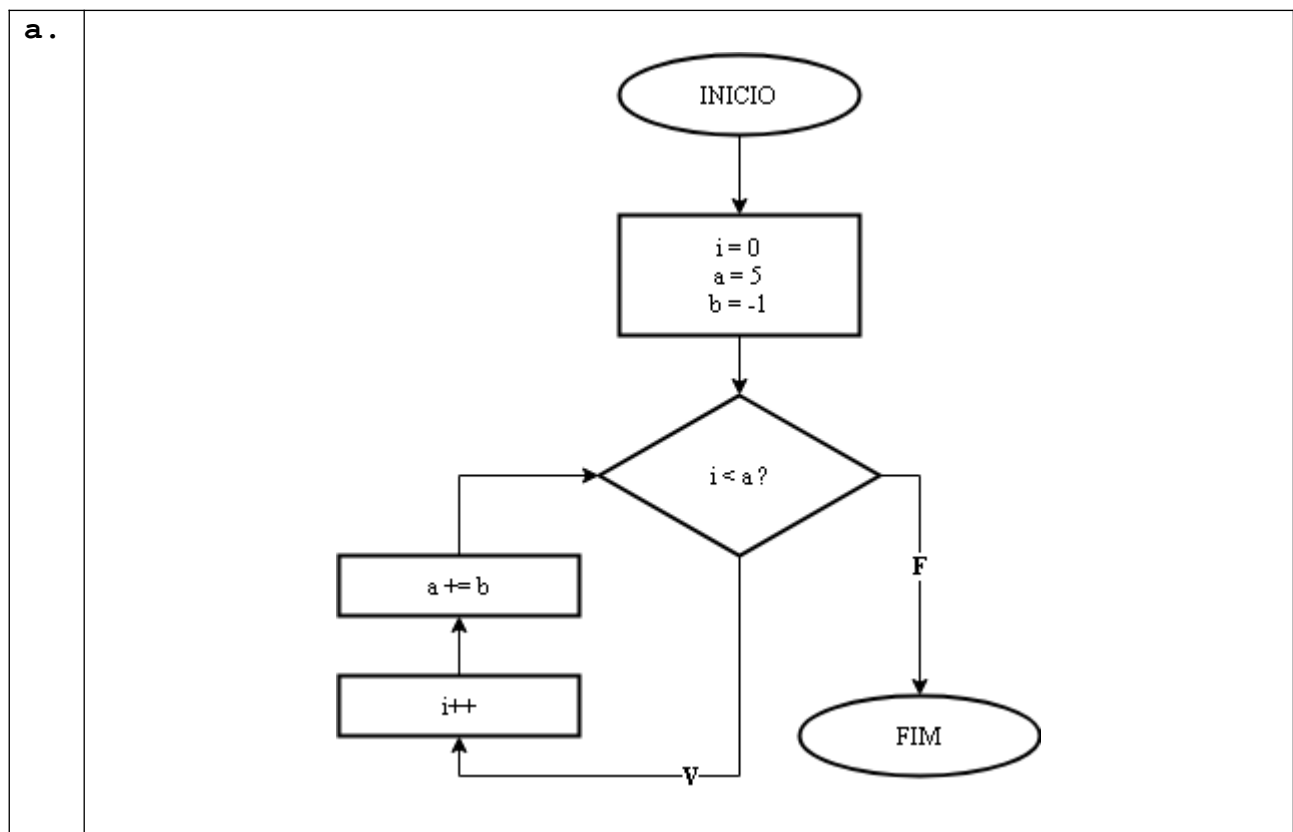 a.
INICIO
i = 0
a = 5
b = -1
i < a ?
F
a += b
i++
V
FIM